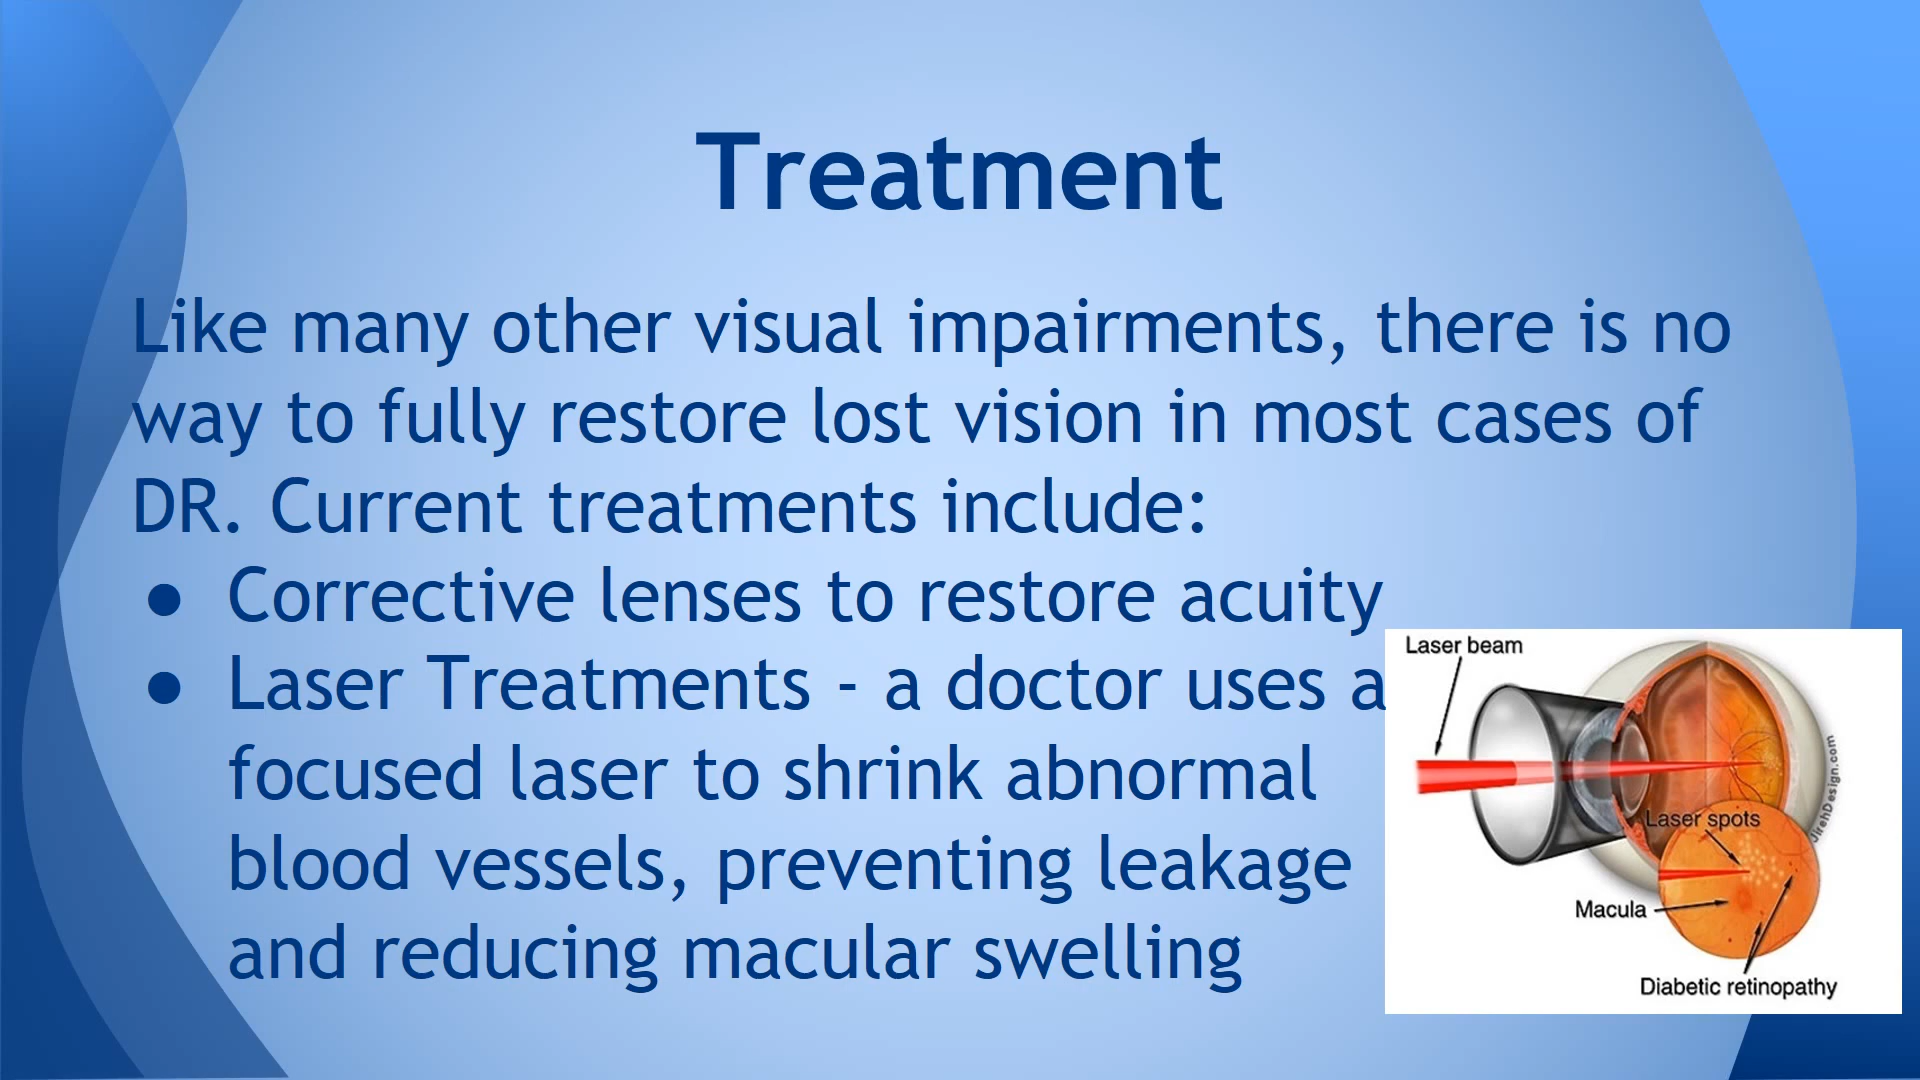 Treatment
Like many other visual impairments, there is no
way to fully restore lost vision in most cases of
DR. Current treatments include:
● Corrective lenses to restore acuity
● Laser Treatments - a doctor uses a
focused laser to shrink abnormal
blood vessels, preventing leakage
and reducing macular swelling
Laser beam
JirehDesign.com
Laser spots
Macula
Diabetic retinopathy